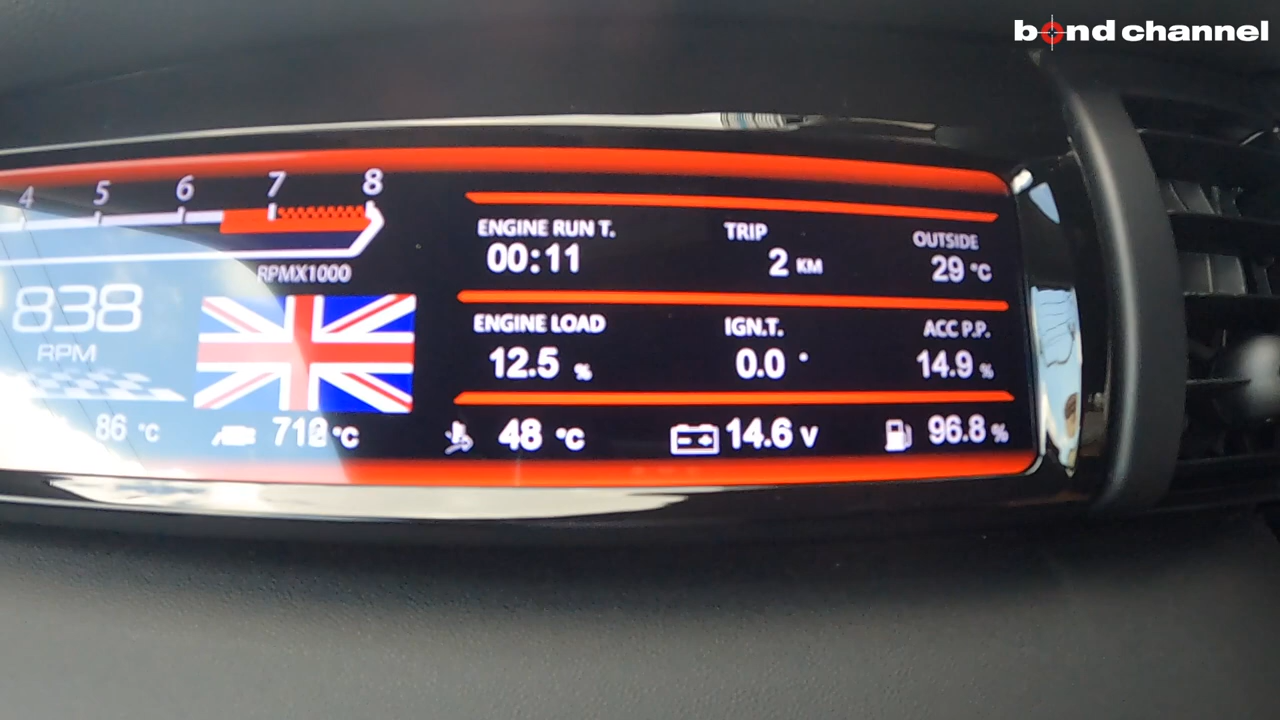 bond channel
4 5 6 7 8
RPMX1000
838
RPM
ENGINE RUN T. TRIP OUTSIDE
00:11 2 KM 29 °C
ENGINE LOAD IGN.T. ACC P.P.
12.5 % 0.0 ° 14.9 %
86 °C °C 48 °C 14.6 V 96.8 %